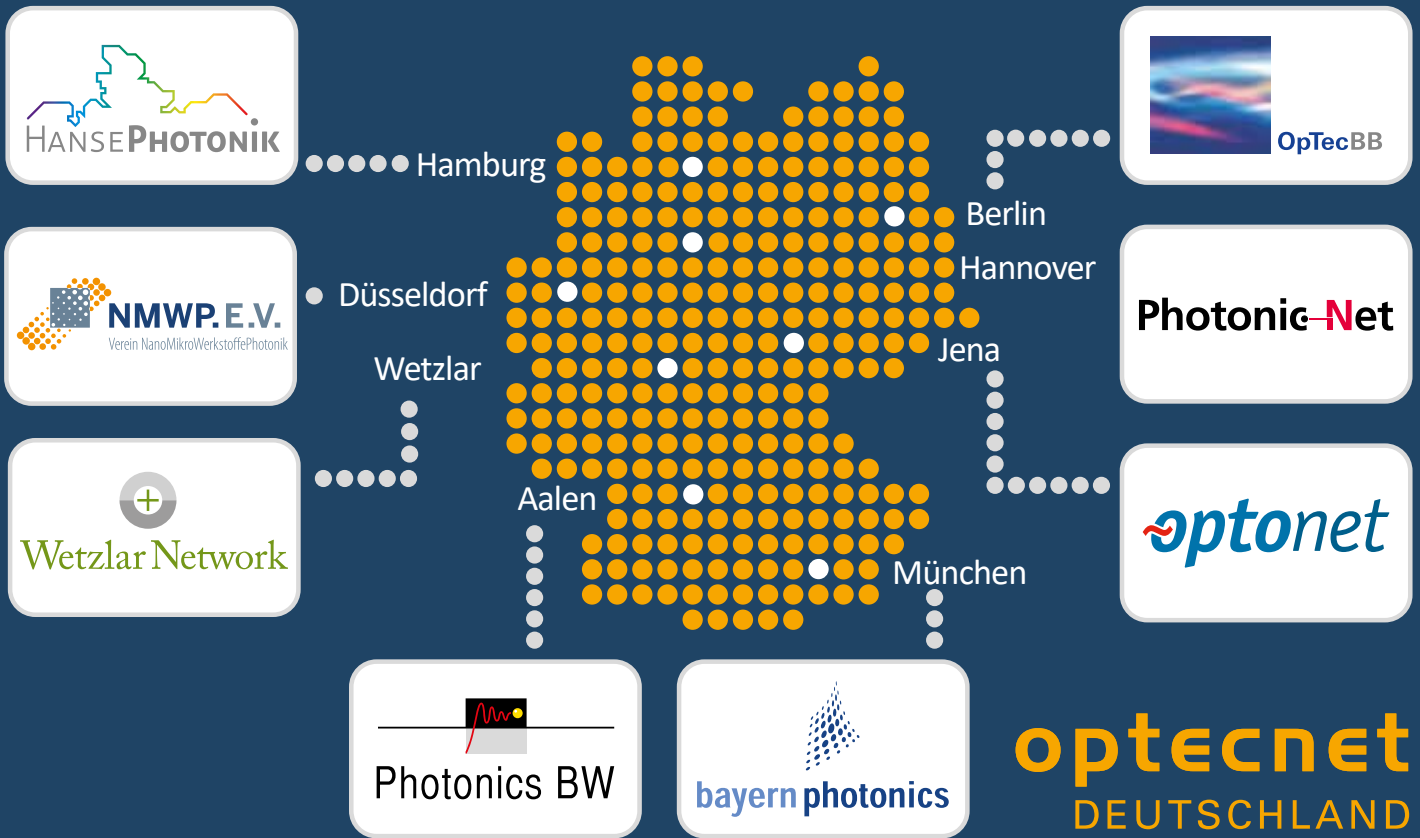 HANSEPHOTONIK
Hamburg
OpTecBB
Berlin
NMWP.E.V.
Verein NanoMikroWerkstoffePhotonik
Düsseldorf
Hannover
PhotonicNet
Wetzlar
Jena
Wetzlar Network
Aalen
optonet
München
Photonics BW
bayern photonics
optecnet
DEUTSCHLAND